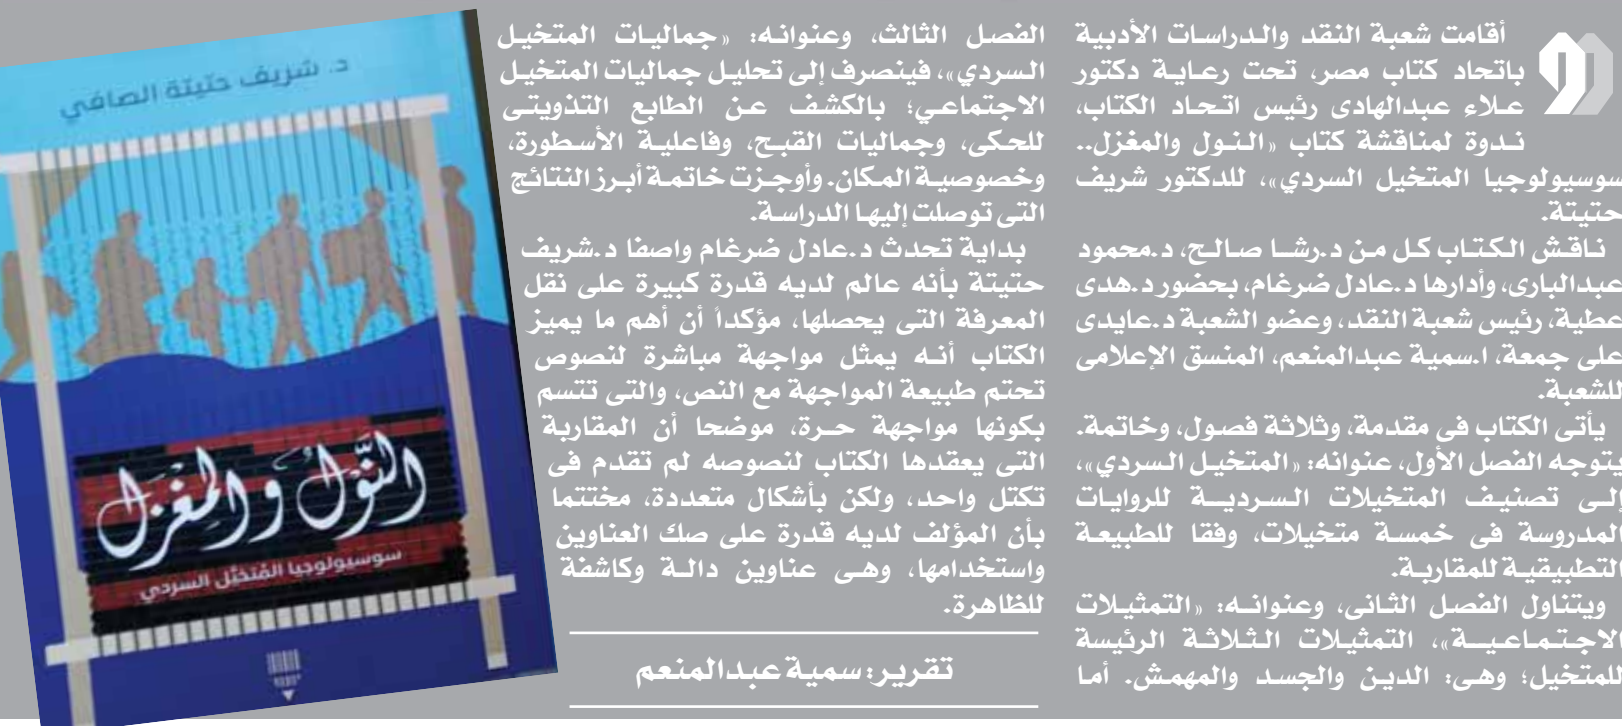 أقامت شعبة النقد والدراسات الأدبية
باتحاد كتاب مصر، تحت رعاية دكتور
علاء عبدالهادى رئيس اتحاد الكتاب،
ندوة لمناقشة كتاب «النول والمغزل..
سوسيولوجيا المتخيل السردي»، للدكتور شريف
حتيتة.
ناقش الكتاب كل من د.رشا صالح، د.محمود
عبدالبارى، وأدارها د.عادل ضرغام، بحضور د.هدى
عطية، رئيس شعبة النقد، وعضو الشعبة د.عايدى
على جمعة، ا.سمية عبدالمنعم، المنسق الإعلامى
للشعبة.
يأتى الكتاب فى مقدمة، وثلاثة فصول، وخاتمة.
يتوجه الفصل الأول، عنوانه: «المتخيل السردي»،
إلى تصنيف المتخيلات السردية للروايات
المدروسة فى خمسة متخيلات، وفقا للطبيعة
التطبيقية للمقاربة.
ويتناول الفصل الثانى، وعنوانه: «التمثيلات
الاجتماعية»، التمثيلات الثلاثة الرئيسة
للمتخيل؛ وهى: الدين والجسد والمهمش. أما
الفصل الثالث، وعنوانه: «جماليات المتخيل
السردي»، فينصرف إلى تحليل جماليات المتخيل
الاجتماعي؛ بالكشف عن الطابع التذويتى
للحكى، وجماليات القبح، وفاعلية الأسطورة،
وخصوصية المكان. وأوجزت خاتمة أبرز النتائج
التى توصلت إليها الدراسة.
بداية تحدث د.عادل ضرغام واصفا د.شريف
حتيتة بأنه عالم لديه قدرة كبيرة على نقل
المعرفة التى يحصلها، مؤكداً أن أهم ما يميز
الكتاب أنه يمثل مواجهة مباشرة لنصوص
تحتم طبيعة المواجهة مع النص، والتى تتسم
بكونها مواجهة حرة، موضحا أن المقاربة
التى يعقدها الكتاب لنصوصه لم تقدم فى
تكتل واحد، ولكن بأشكال متعددة، مختتما
بأن المؤلف لديه قدرة على صك العناوين
واستخدامها، وهى عناوين دالة وكاشفة
للظاهرة.
تقرير: سمية عبدالمنعم
د. شريف حتيتة الصافي
النَّوْلُ والمِغْزَل
سوسيولوجيا المُتخيَّل السردي